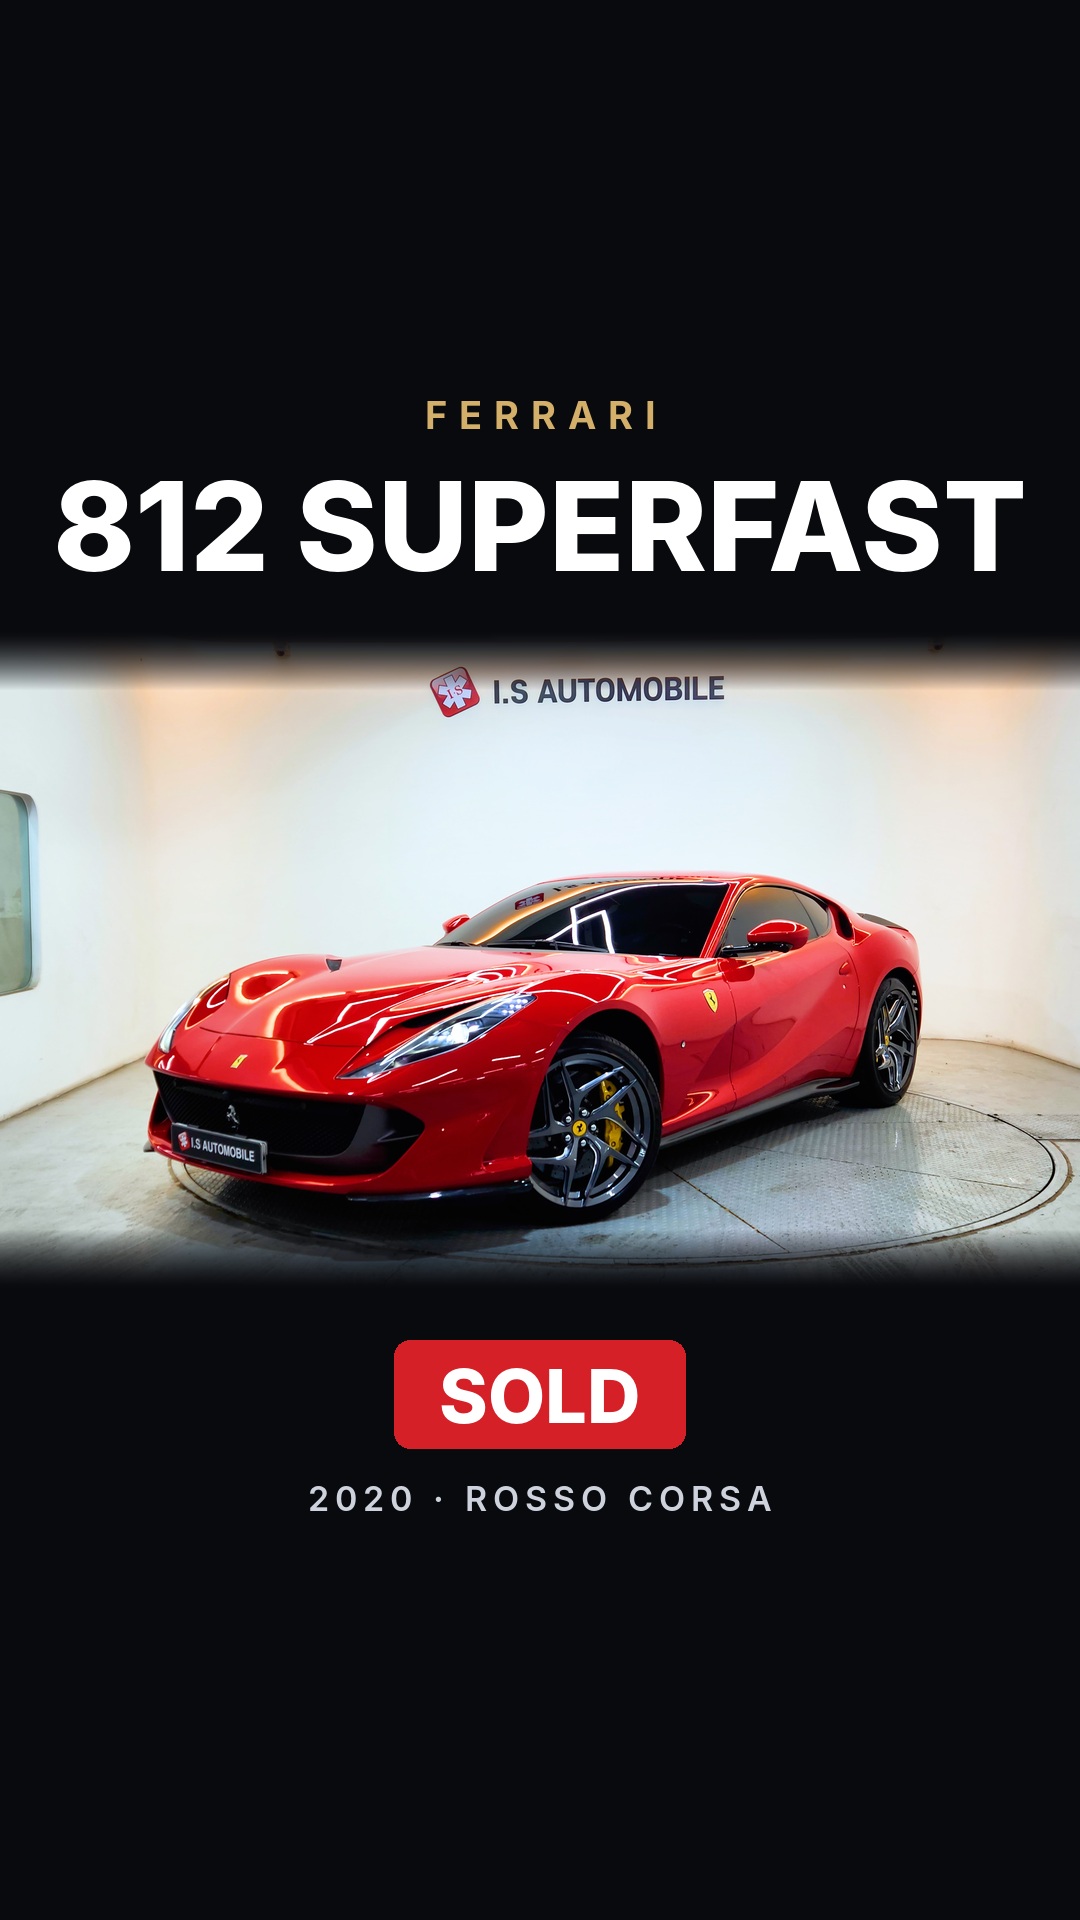 FERRARI
812 SUPERFAST
I.S AUTOMOBILE
I.S AUTOMOBILE
SOLD
2020 · ROSSO CORSA